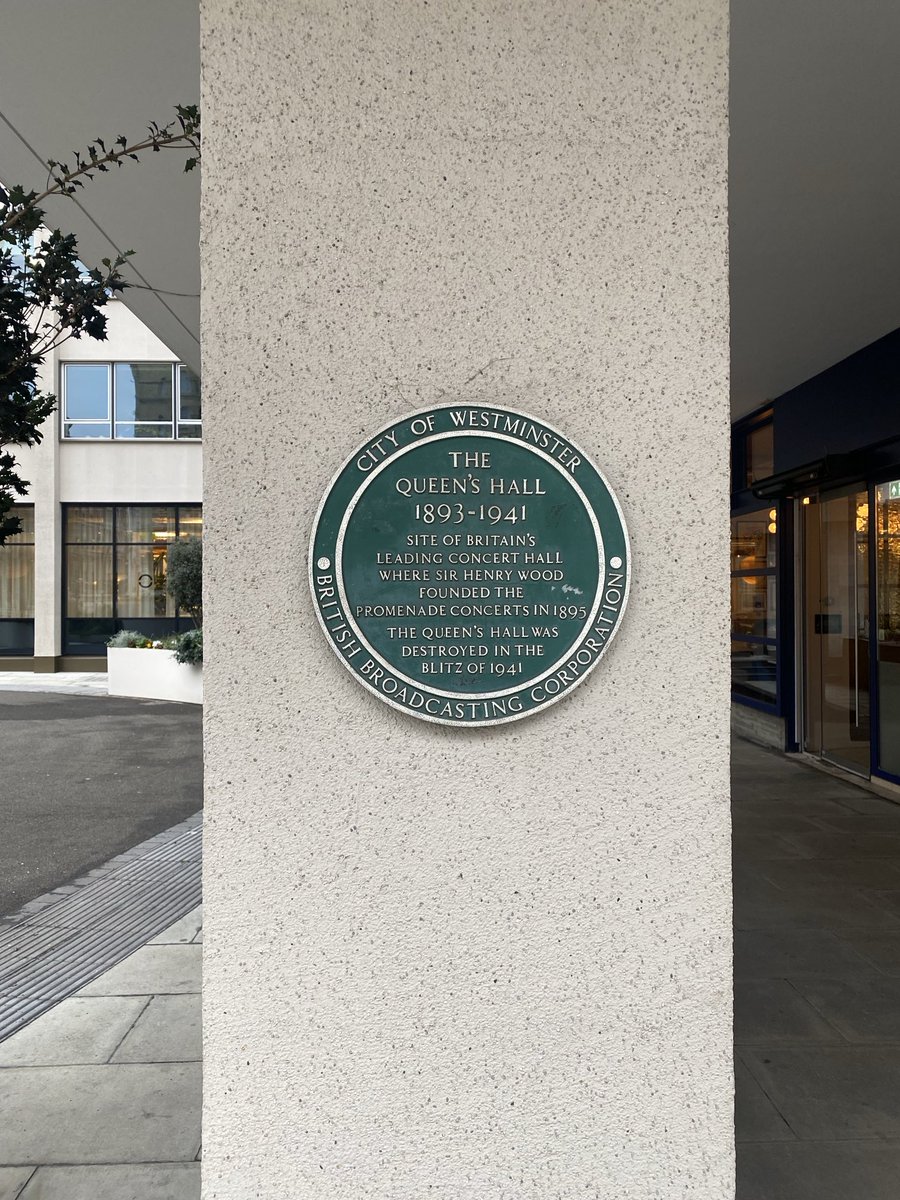 CITY OF WESTMINSTER
THE
QUEEN'S HALL
1893-1941
SITE OF BRITAIN'S
LEADING CONCERT HALL
WHERE SIR HENRY WOOD
FOUNDED THE
PROMENADE CONCERTS IN 1895
THE QUEEN'S HALL WAS
DESTROYED IN THE
BLITZ OF 1941
BRITISH BROADCASTING CORPORATION